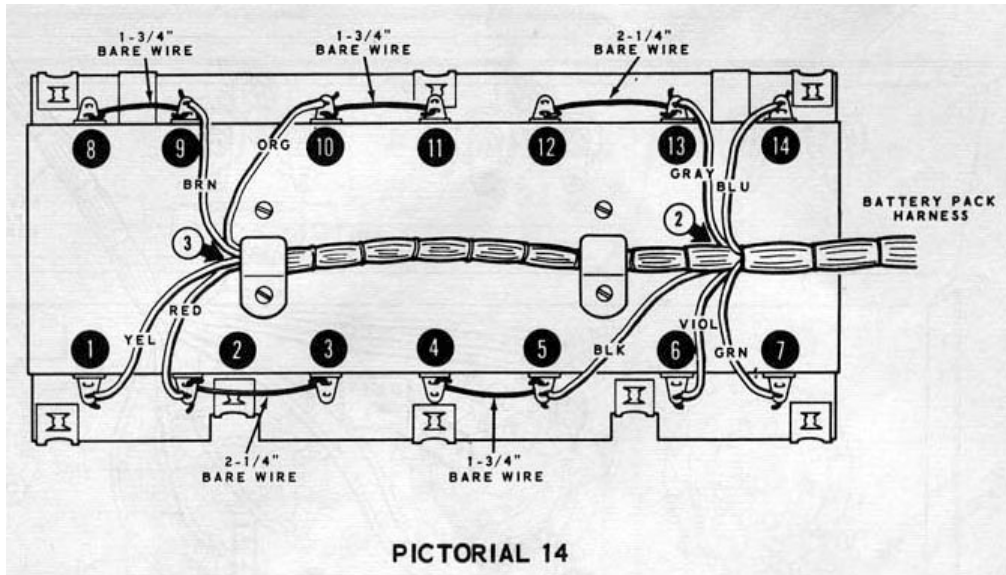 1-3/4"
BARE WIRE
1-3/4"
BARE WIRE
2-1/4"
BARE WIRE
8
9
10
11
12
13
14
ORG
BRN
GRAY
BLU
BATTERY PACK
HARNESS
3
2
YEL
RED
BLK
VIOL
GRN
1
2
3
4
5
6
7
2-1/4"
BARE WIRE
1-3/4"
BARE WIRE
PICTORIAL 14